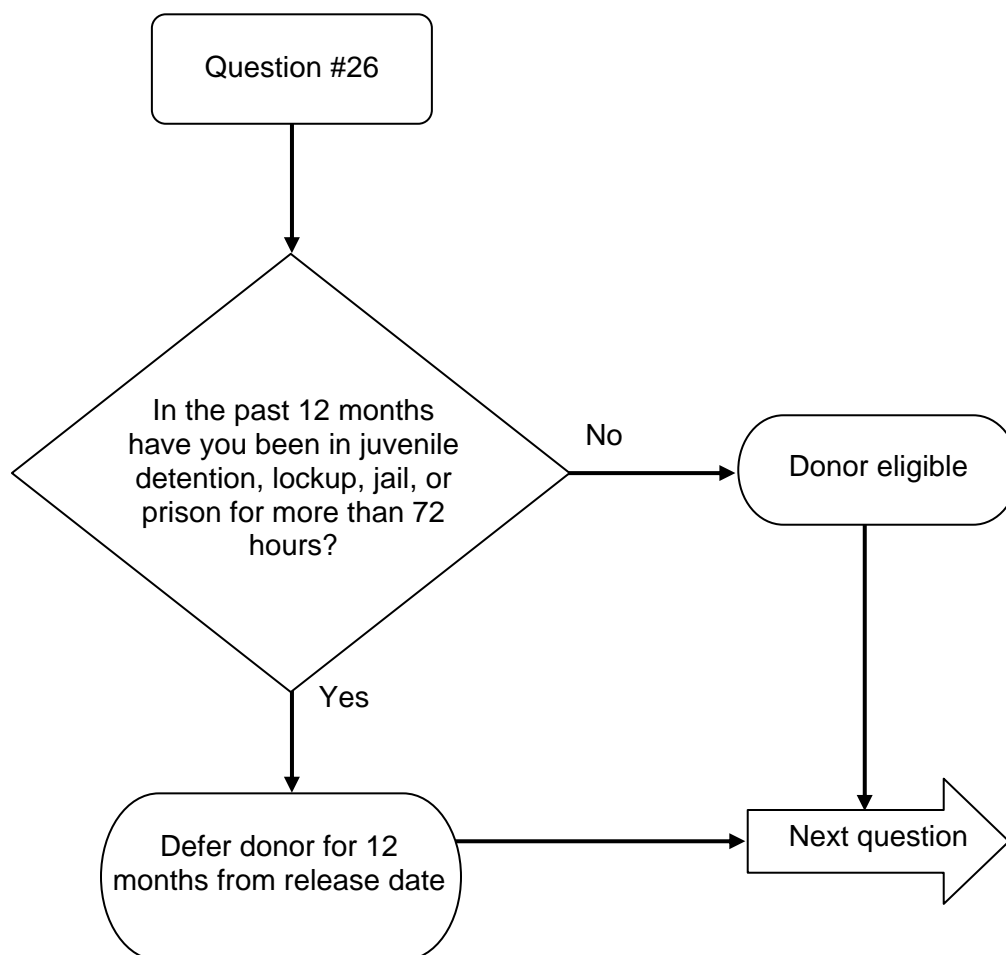 Question #26
In the past 12 months
have you been in juvenile
detention, lockup, jail, or
prison for more than 72
hours?
No
Donor eligible
Yes
Defer donor for 12
months from release date
Next question